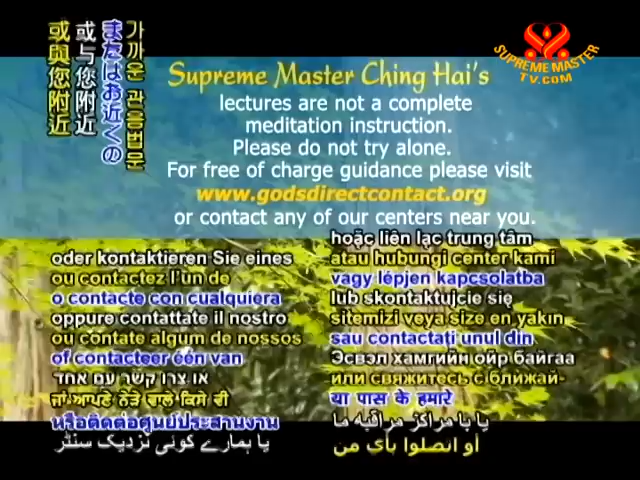 SUPREME MASTER
TV.COM
가까운 관음법문
またはお近くの
或与您附近
或與您附近
Supreme Master Ching Hai's
lectures are not a complete
meditation instruction.
Please do not try alone.
For free of charge guidance please visit
www.godsdirectcontact.org
or contact any of our centers near you.
oder kontaktieren Sie eines
ou contactez l'un de
o contacte con cualquiera
oppure contattate il nostro
ou contate algum de nossos
of contacteer één van
או צרו קשר עם אחד
ਜਾਂ ਆਪਣੇ ਨੇੜੇ ਵਾਲੇ ਕਿਸੇ ਵੀ
หรือติดต่อศูนย์ประสานงาน
یا ہمارے کوئی نزدیک سنٹر
hoặc liên lạc trung tâm
atau hubungi center kami
vagy lépjen kapcsolatba
lub skontaktujcie się
sitemizi veya size en yakın
sau contactați unul din
Эсвэл хамгийн ойр байгаа
или свяжитесь с ближай-
या पास के हमारे
یا با مراکز مراقبه ما
أو اتصلوا بأي من